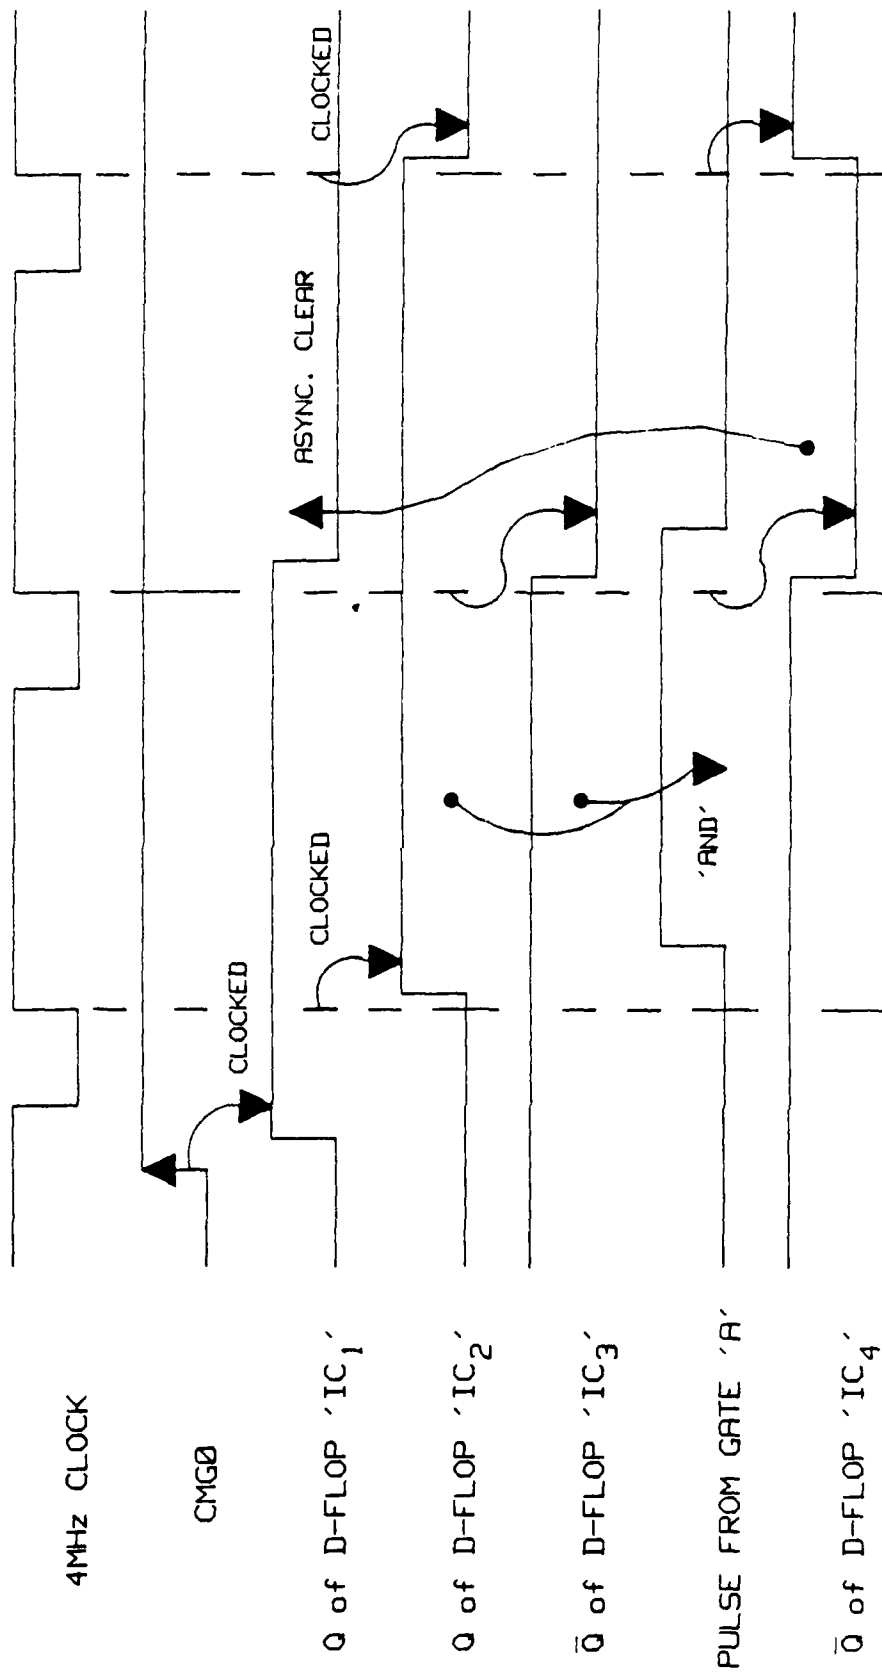 4MHz CLOCK
CMG0
Q of D-FLOP 'IC1'
Q of D-FLOP 'IC2'
Q̅ of D-FLOP 'IC3'
PULSE FROM GATE 'A'
Q̅ of D-FLOP 'IC4'
CLOCKED
CLOCKED
'AND'
ASYNC. CLEAR
CLOCKED